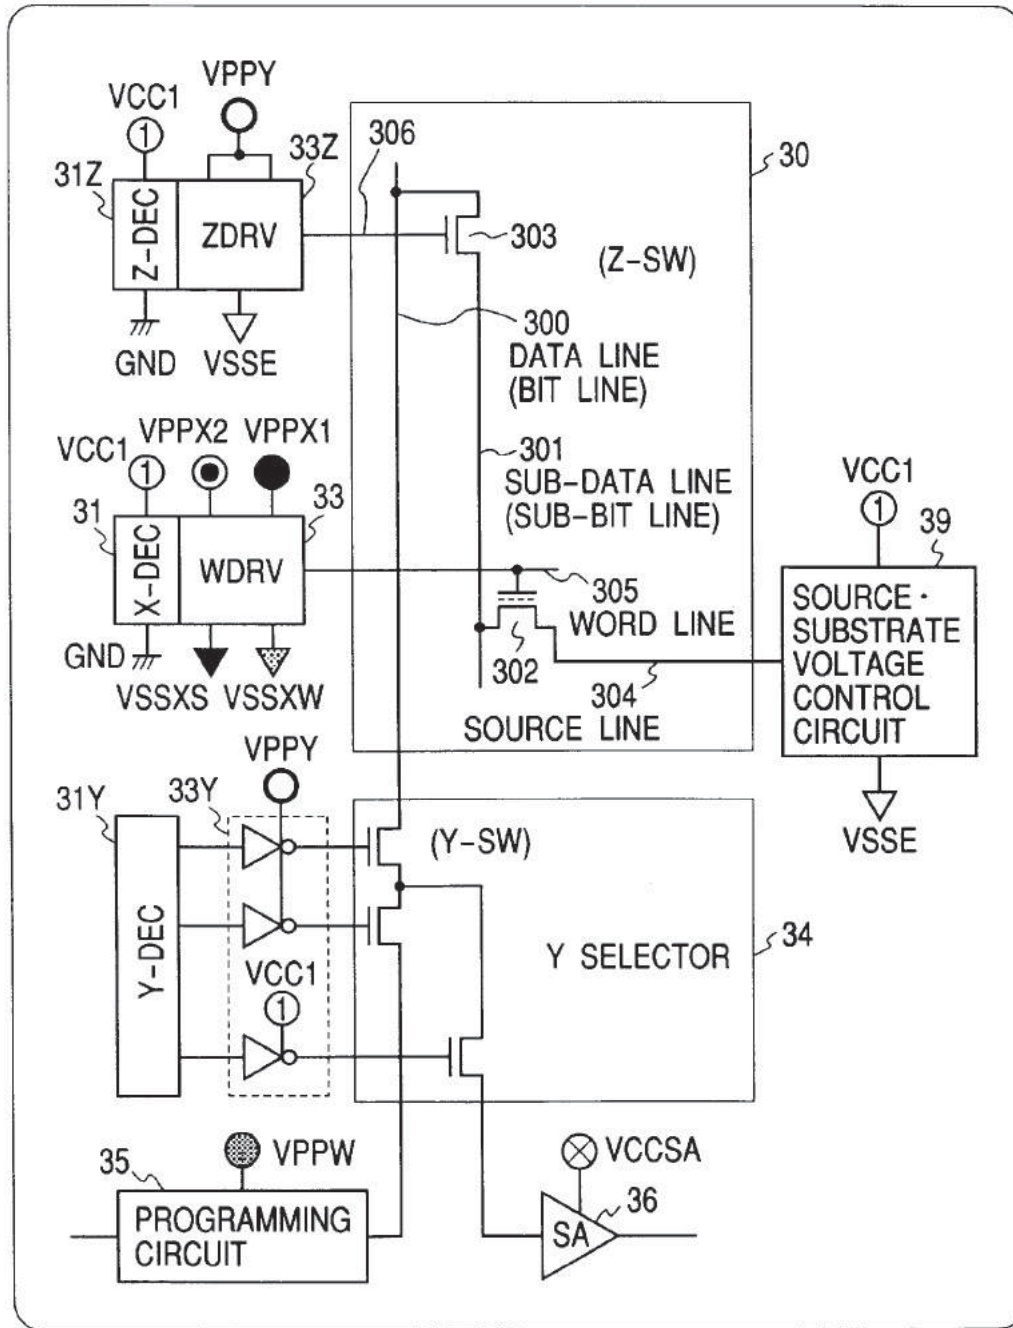 VPPY
VCC1
1
306
33Z
31Z
Z-DEC
ZDRV
30
303
(Z-SW)
GND
VSSE
300
DATA LINE
(BIT LINE)
VPPX2
VPPX1
VCC1
1
31
33
X-DEC
WDRV
301
SUB-DATA LINE
(SUB-BIT LINE)
VCC1
1
39
SOURCE·
SUBSTRATE
VOLTAGE
CONTROL
CIRCUIT
305
WORD LINE
302
304
GND
VSSXS
VSSXW
SOURCE LINE
VSSE
VPPY
31Y
33Y
Y-DEC
(Y-SW)
VCC1
1
Y SELECTOR
34
VPPW
35
PROGRAMMING
CIRCUIT
VCCSA
36
SA